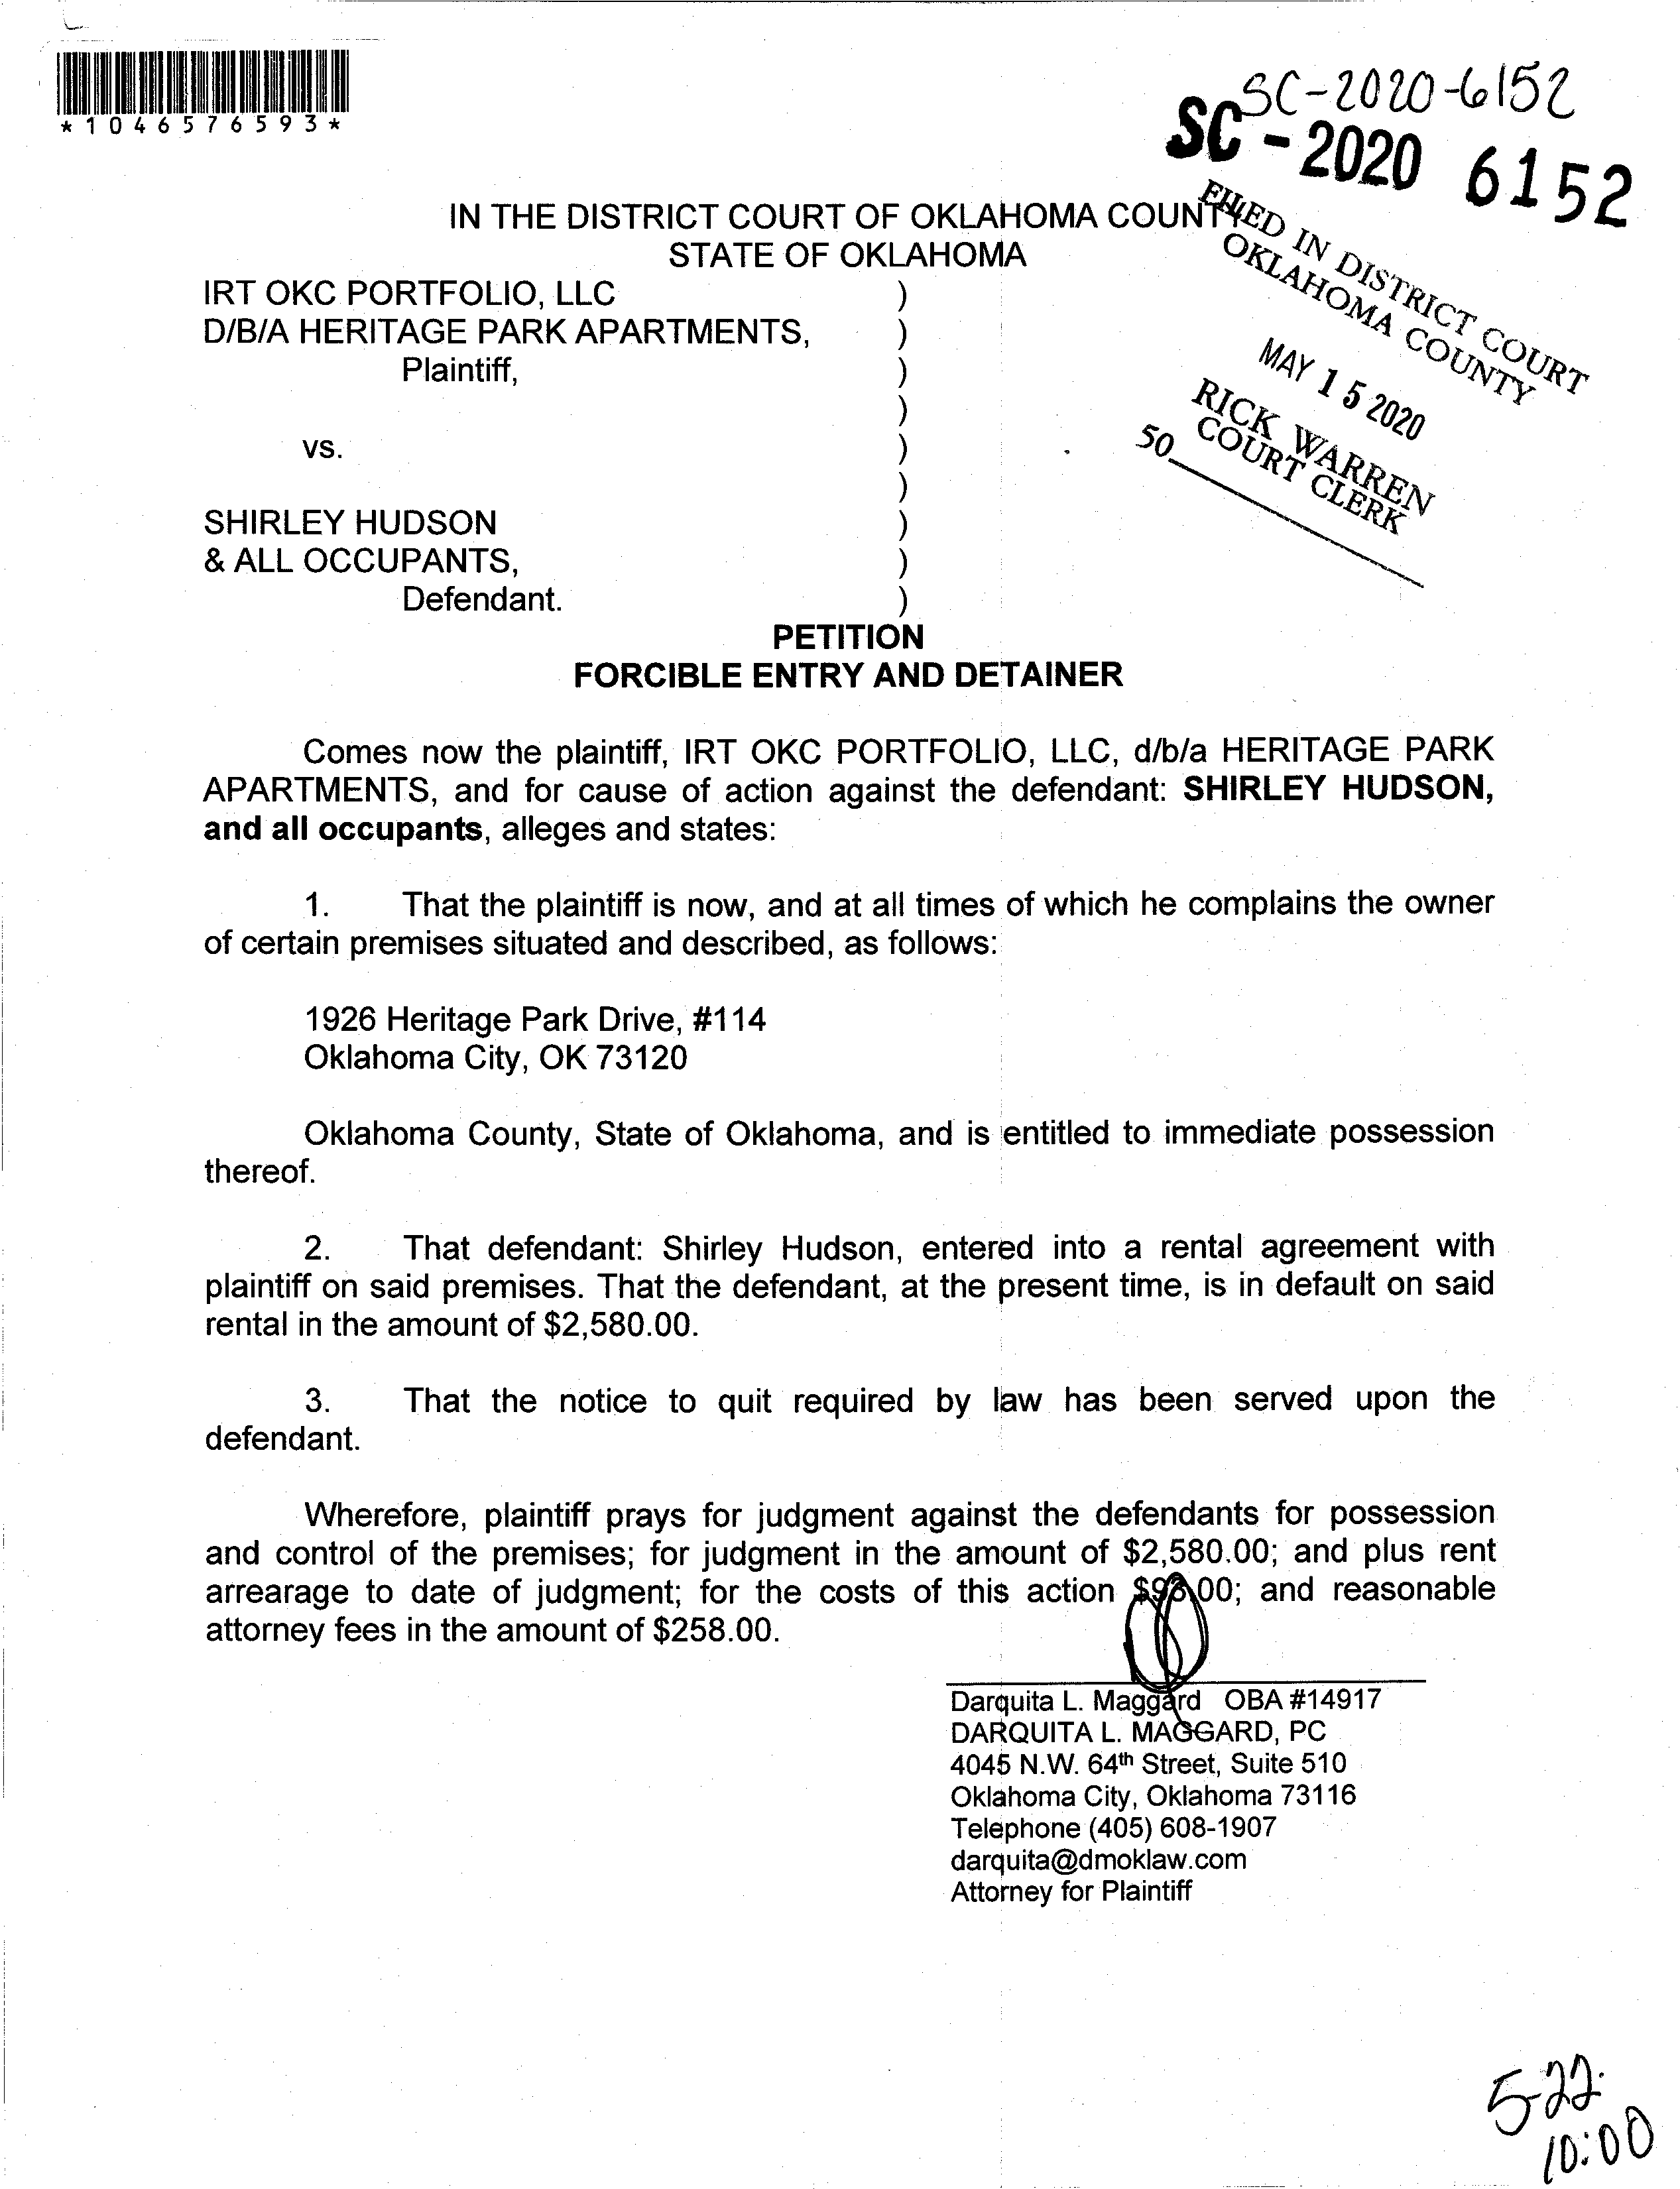 *1046576593*
SC-2020-6152
SC-2020 6152
IN THE DISTRICT COURT OF OKLAHOMA COUNTY
STATE OF OKLAHOMA
FILED IN DISTRICT COURT
OKLAHOMA COUNTY
MAY 15 2020
RICK WARREN
COURT CLERK
50
IRT OKC PORTFOLIO, LLC )
D/B/A HERITAGE PARK APARTMENTS, )
Plaintiff, )
)
vs. )
)
SHIRLEY HUDSON )
& ALL OCCUPANTS, )
Defendant. )
PETITION
FORCIBLE ENTRY AND DETAINER
Comes now the plaintiff, IRT OKC PORTFOLIO, LLC, d/b/a HERITAGE PARK
APARTMENTS, and for cause of action against the defendant: SHIRLEY HUDSON,
and all occupants, alleges and states:
1. That the plaintiff is now, and at all times of which he complains the owner
of certain premises situated and described, as follows:
1926 Heritage Park Drive, #114
Oklahoma City, OK 73120
Oklahoma County, State of Oklahoma, and is entitled to immediate possession
thereof.
2. That defendant: Shirley Hudson, entered into a rental agreement with
plaintiff on said premises. That the defendant, at the present time, is in default on said
rental in the amount of $2,580.00.
3. That the notice to quit required by law has been served upon the
defendant.
Wherefore, plaintiff prays for judgment against the defendants for possession
and control of the premises; for judgment in the amount of $2,580.00; and plus rent
arrearage to date of judgment; for the costs of this action and reasonable
attorney fees in the amount of $258.00.
Darquita L. Maggard OBA #14917
DARQUITA L. MAGGARD, PC
4045 N.W. 64th Street, Suite 510
Oklahoma City, Oklahoma 73116
Telephone (405) 608-1907
darquita@dmoklaw.com
Attorney for Plaintiff
5-22.
10:00